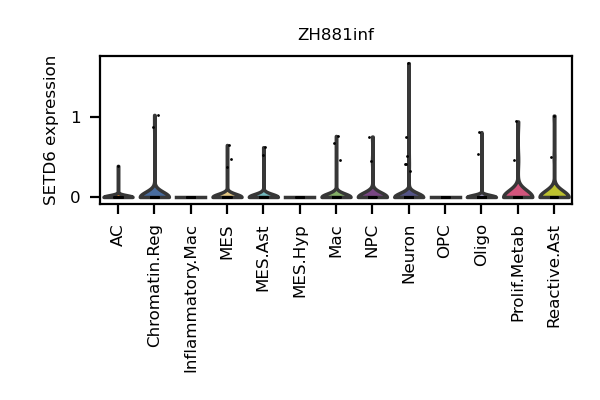 ZH881inf
SETD6 expression
1
0
AC
Chromatin.Reg
Inflammatory.Mac
MES
MES.Ast
MES.Hyp
Mac
NPC
Neuron
OPC
Oligo
Prolif.Metab
Reactive.Ast